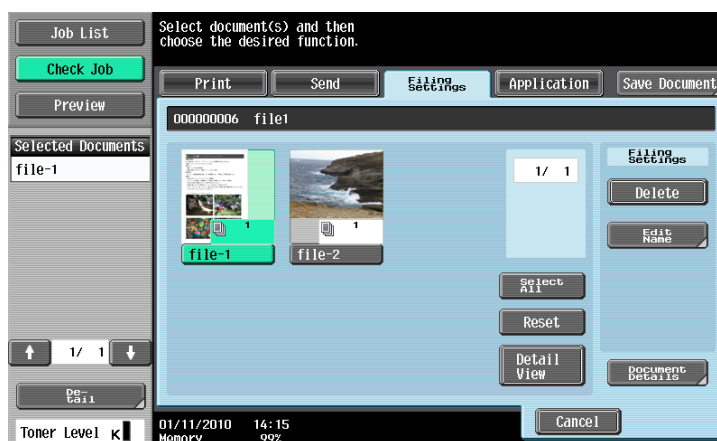 Job List
Check Job
Preview
Selected Documents
file-1
1/ 1
De-
tail
Toner Level K
Select document(s) and then
choose the desired function.
Print
Send
Filing
Settings
Application
Save Document
000000006 file1
1
file-1
1
file-2
1/ 1
Select
All
Reset
Detail
View
Filing
Settings
Delete
Edit
Name
Document
Details
01/11/2010 14:15
Memory 99%
Cancel